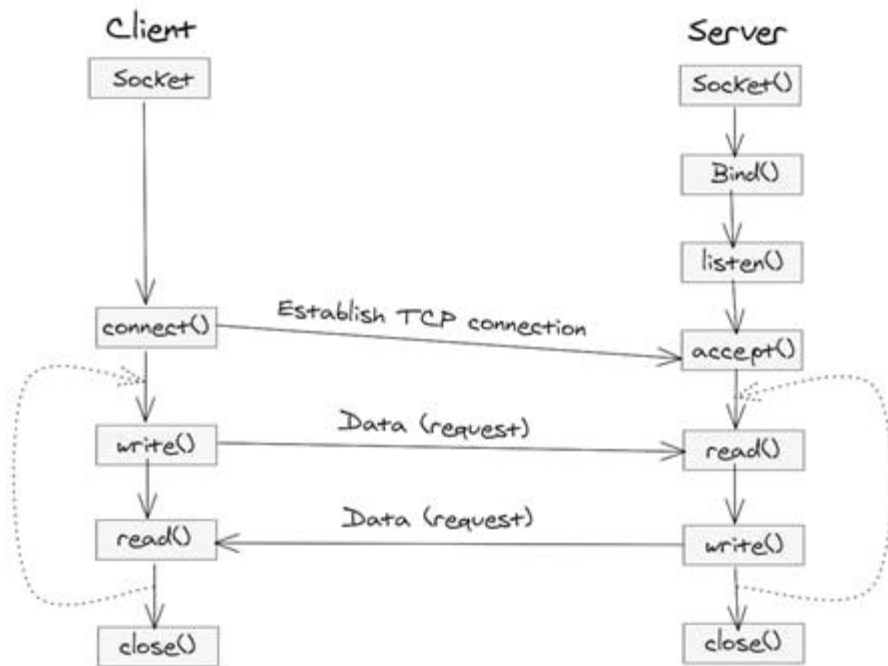 Client
Server
Socket
Socket()
Bind()
listen()
connect()
Establish TCP connection
accept()
write()
Data (request)
read()
read()
Data (request)
write()
close()
close()